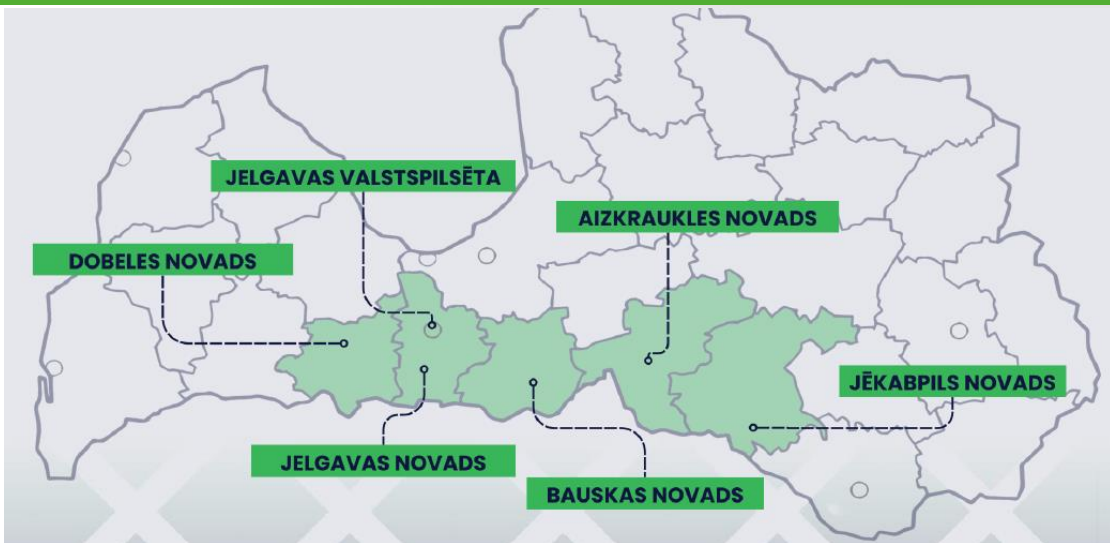 JELGAVAS VALSTSPILSĒTA
AIZKRAUKLES NOVADS
DOBELES NOVADS
JĒKABPILS NOVADS
JELGAVAS NOVADS
BAUSKAS NOVADS